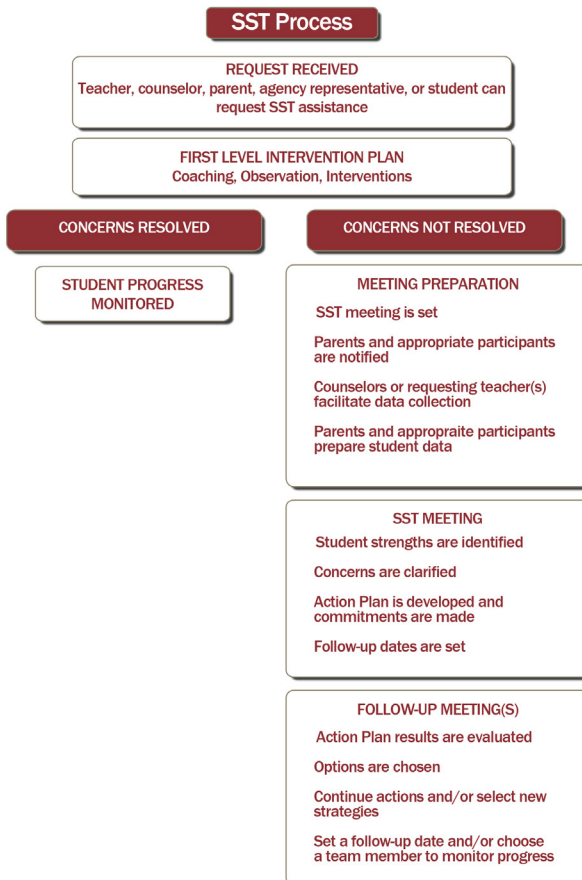 SST Process
REQUEST RECEIVED
Teacher, counselor, parent, agency representative, or student can
request SST assistance
FIRST LEVEL INTERVENTION PLAN
Coaching, Observation, Interventions
CONCERNS RESOLVED
STUDENT PROGRESS
MONITORED
CONCERNS NOT RESOLVED
MEETING PREPARATION
SST meeting is set
Parents and appropriate participants
are notified
Counselors or requesting teacher(s)
facilitate data collection
Parents and appropraite participants
prepare student data
SST MEETING
Student strengths are identified
Concerns are clarified
Action Plan is developed and
commitments are made
Follow-up dates are set
FOLLOW-UP MEETING(S)
Action Plan results are evaluated
Options are chosen
Continue actions and/or select new
strategies
Set a follow-up date and/or choose
a team member to monitor progress